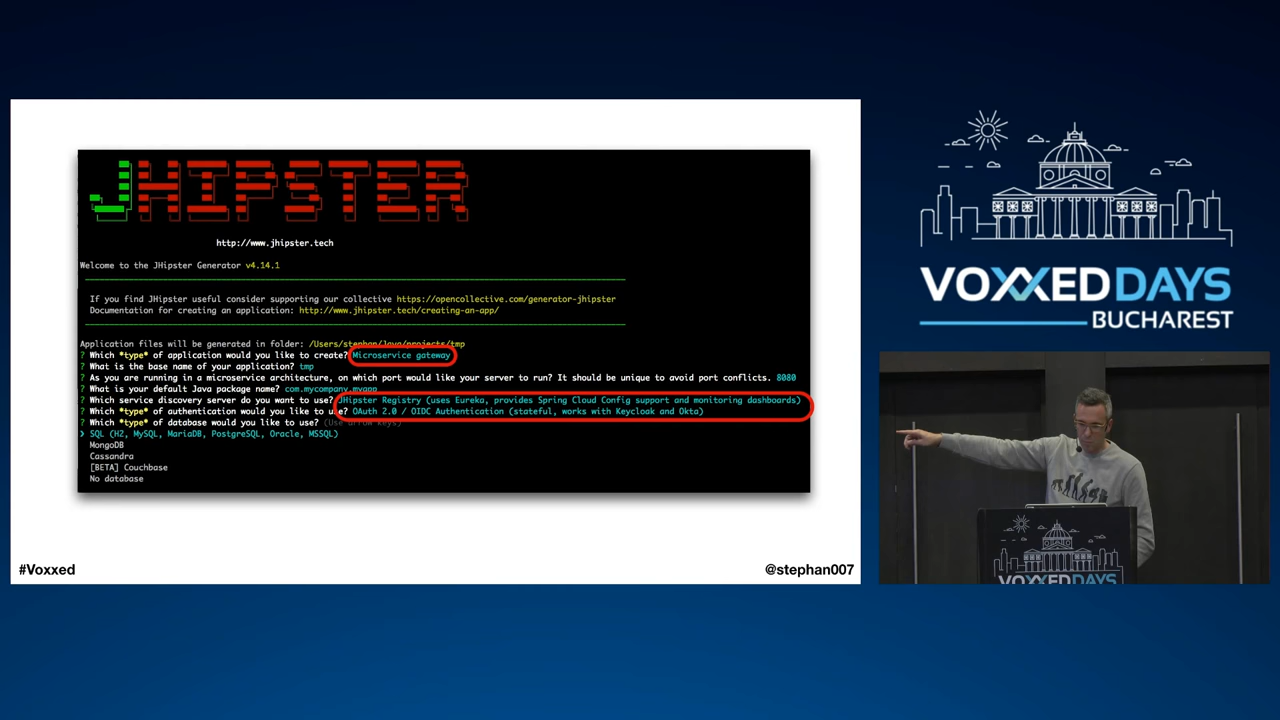 JHIPSTER
http://www.jhipster.tech
Welcome to the JHipster Generator v4.14.1
If you find JHipster useful consider supporting our collective https://opencollective.com/generator-jhipster
Documentation for creating an application: http://www.jhipster.tech/creating-an-app/
Application files will be generated in folder: /Users/stephan/Java/projects/tmp
? Which *type* of application would you like to create? Microservice gateway
? What is the base name of your application? tmp
? As you are running in a microservice architecture, on which port would like your server to run? It should be unique to avoid port conflicts. 8080
? What is your default Java package name? com.mycompany.myapp
? Which service discovery server do you want to use? JHipster Registry (uses Eureka, provides Spring Cloud Config support and monitoring dashboards)
? Which *type* of authentication would you like to use? OAuth 2.0 / OIDC Authentication (stateful, works with Keycloak and Okta)
? Which *type* of database would you like to use? (Use arrow keys)
❯ SQL (H2, MySQL, MariaDB, PostgreSQL, Oracle, MSSQL)
MongoDB
Cassandra
[BETA] Couchbase
No database
#Voxxed
@stephan007
VOXXED DAYS
BUCHAREST
VOXXED DAYS